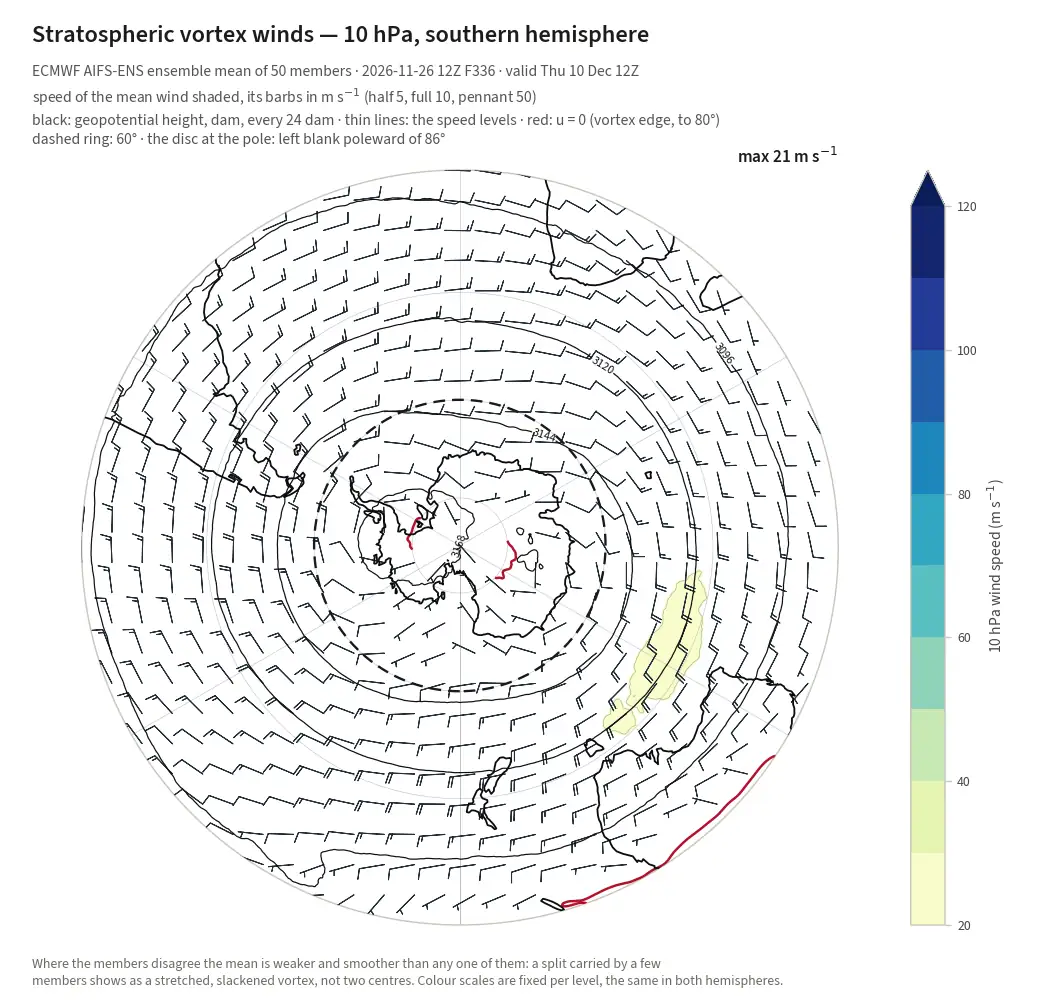 Stratospheric vortex winds — 10 hPa, southern hemisphere
ECMWF AIFS-ENS ensemble mean of 50 members · 2026-11-26 12Z F336 · valid Thu 10 Dec 12Z
speed of the mean wind shaded, its barbs in m s⁻¹ (half 5, full 10, pennant 50)
black: geopotential height, dam, every 24 dam · thin lines: the speed levels · red: u = 0 (vortex edge, to 80°)
dashed ring: 60° · the disc at the pole: left blank poleward of 86°
max 21 m s⁻¹
120
100
80
60
40
20
10 hPa wind speed (m s⁻¹)
3096
3120
3144
3168
Where the members disagree the mean is weaker and smoother than any one of them: a split carried by a few
members shows as a stretched, slackened vortex, not two centres. Colour scales are fixed per level, the same in both hemispheres.